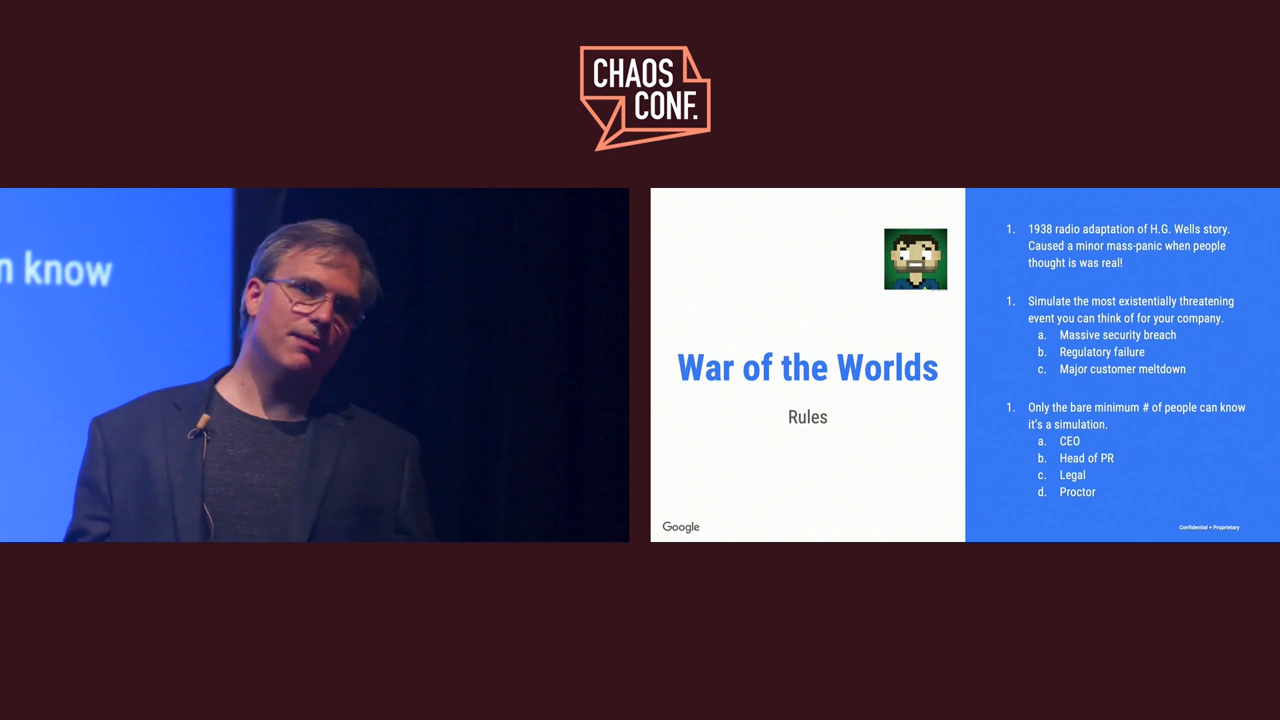 CHAOS
CONF.
n know
War of the Worlds
Rules
Google
1. 1938 radio adaptation of H.G. Wells story.
Caused a minor mass-panic when people
thought is was real!
1. Simulate the most existentially threatening
event you can think of for your company.
a. Massive security breach
b. Regulatory failure
c. Major customer meltdown
1. Only the bare minimum # of people can know
it's a simulation.
a. CEO
b. Head of PR
c. Legal
d. Proctor
Confidential + Proprietary